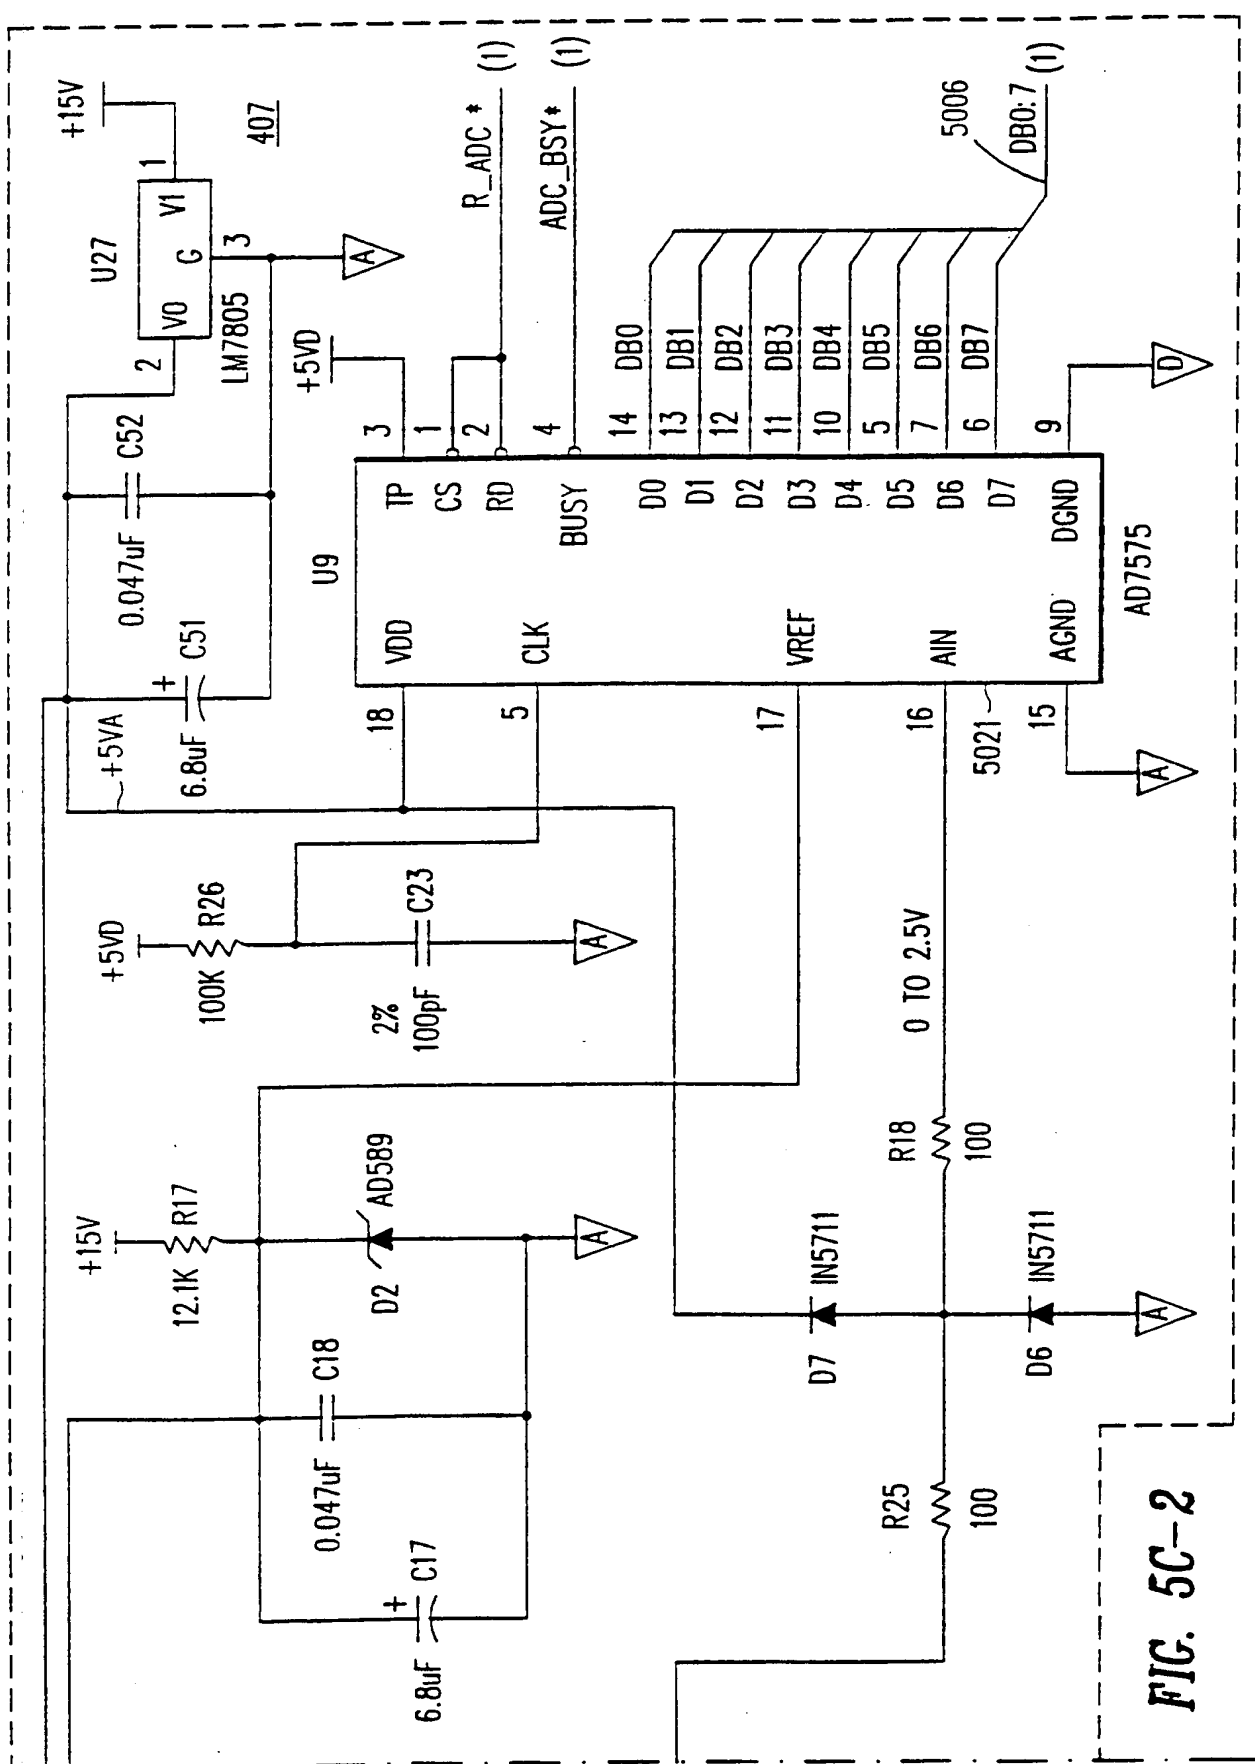 +15V
407
1
V1
U27
G
3
VO
2
LM7805
A
C52
0.047uF
+
C51
6.8uF
+5VA
R_ADC *
(1)
ADC_BSY*
(1)
5006
DB0:7
(1)
+5VD
3
1
2
4
14
DB0
13
DB1
12
DB2
11
DB3
10
DB4
5
DB5
7
DB6
6
DB7
9
D
U9
TP
CS
RD
BUSY
D0
D1
D2
D3
D4
D5
D6
D7
DGND
VDD
CLK
VREF
AIN
AGND
AD7575
18
5
17
16
5021
15
A
+5VD
R26
100K
C23
2%
100pF
A
0 TO 2.5V
+15V
R17
12.1K
AD589
D2
A
R18
100
C18
0.047uF
+
C17
6.8uF
IN5711
D7
IN5711
D6
A
R25
100
FIG. 5C-2